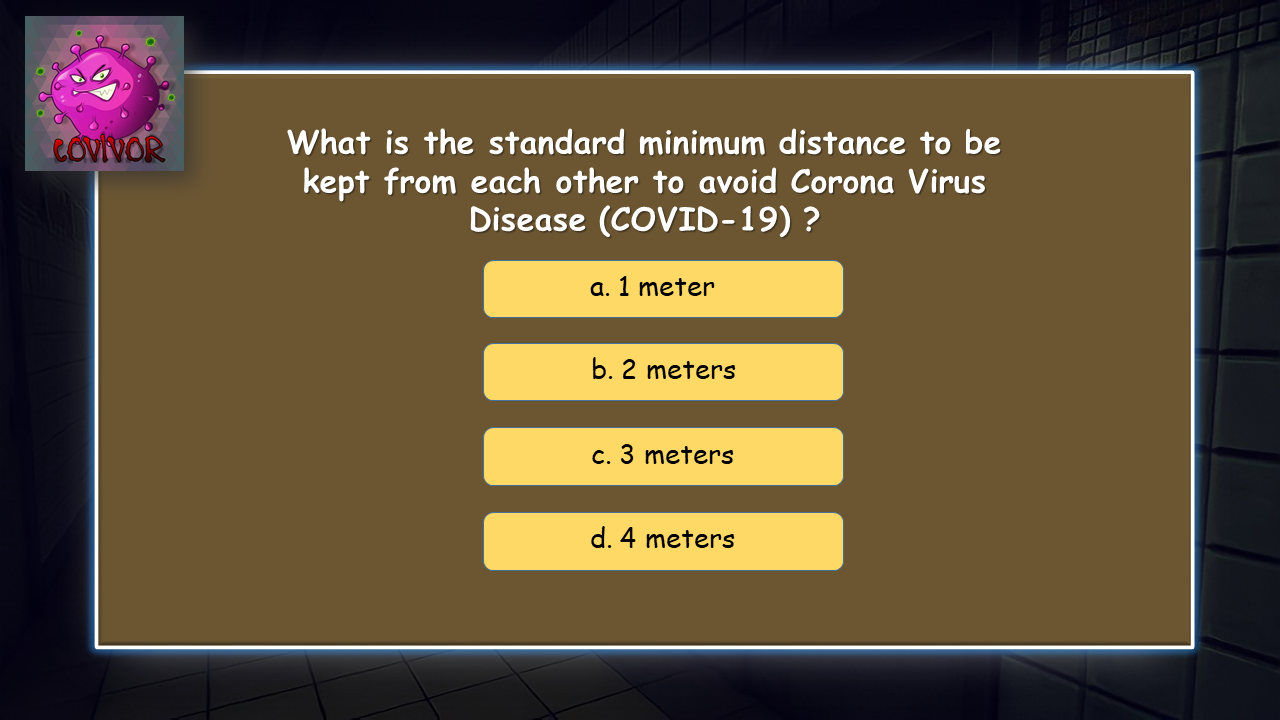 COVIVOR
What is the standard minimum distance to be
kept from each other to avoid Corona Virus
Disease (COVID-19) ?
a. 1 meter
b. 2 meters
c. 3 meters
d. 4 meters